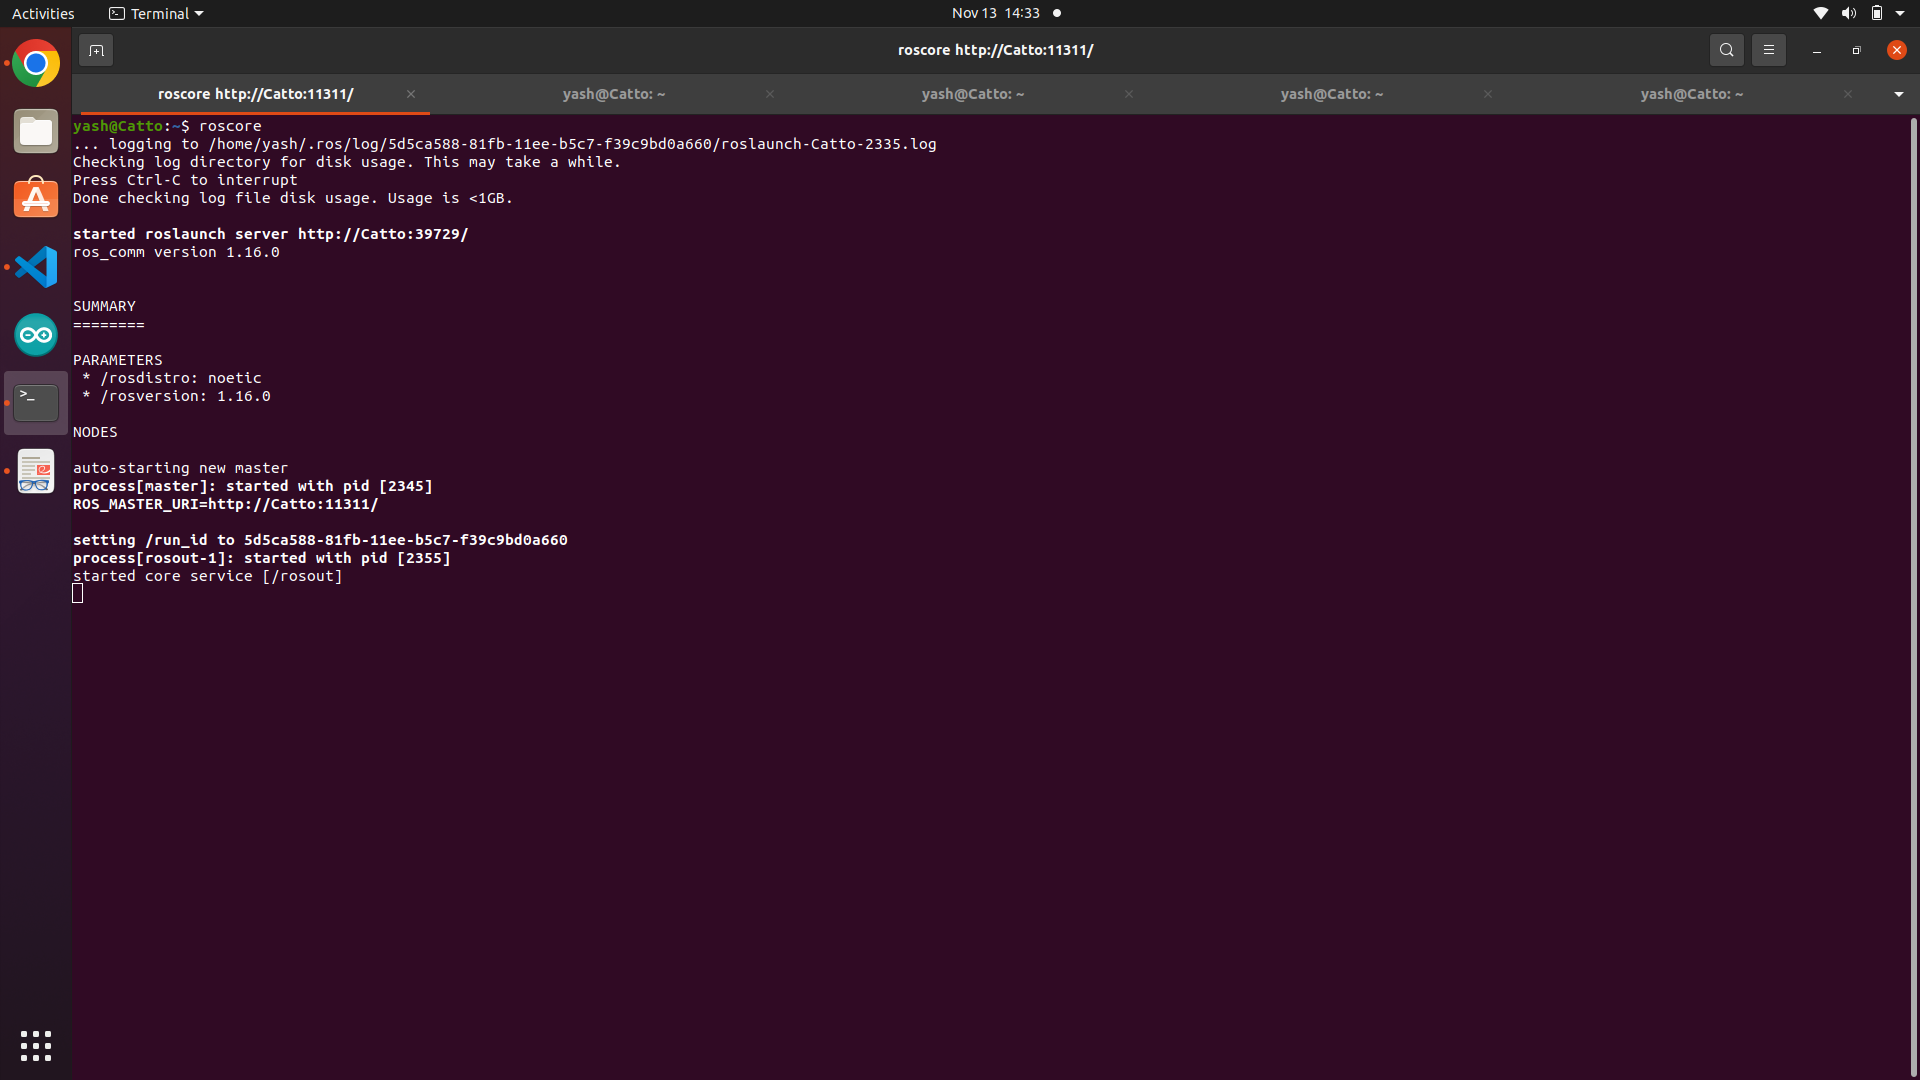 Activities
Terminal
Nov 13 14:33
roscore http://Catto:11311/
roscore http://Catto:11311/
yash@Catto: ~
yash@Catto: ~
yash@Catto: ~
yash@Catto: ~
yash@Catto:~$ roscore
... logging to /home/yash/.ros/log/5d5ca588-81fb-11ee-b5c7-f39c9bd0a660/roslaunch-Catto-2335.log
Checking log directory for disk usage. This may take a while.
Press Ctrl-C to interrupt
Done checking log file disk usage. Usage is <1GB.
started roslaunch server http://Catto:39729/
ros_comm version 1.16.0
SUMMARY
========
PARAMETERS
* /rosdistro: noetic
* /rosversion: 1.16.0
NODES
auto-starting new master
process[master]: started with pid [2345]
ROS_MASTER_URI=http://Catto:11311/
setting /run_id to 5d5ca588-81fb-11ee-b5c7-f39c9bd0a660
process[rosout-1]: started with pid [2355]
started core service [/rosout]